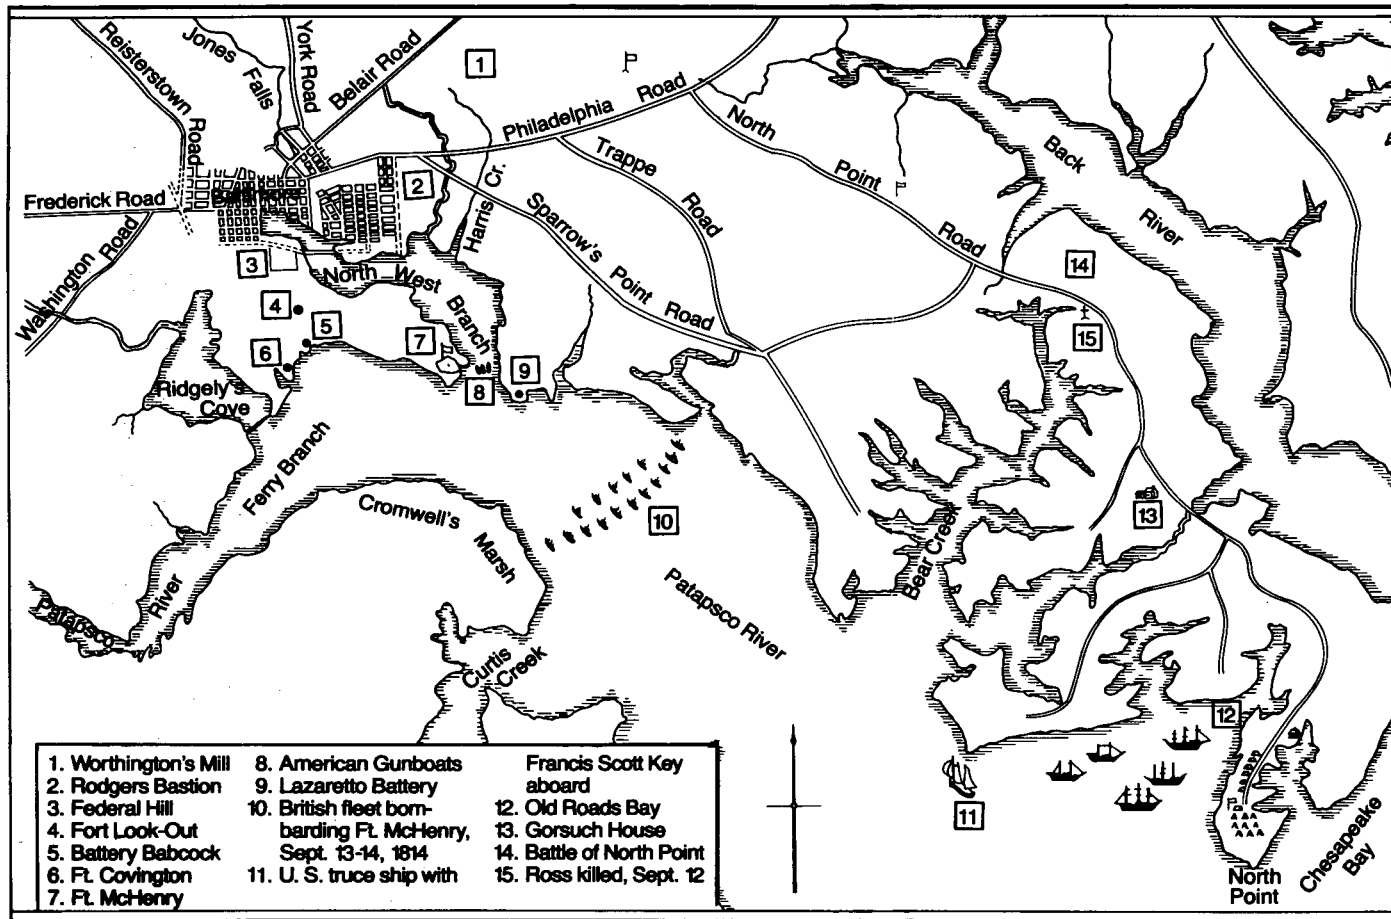 Reisterstown Road
Jones Falls
York Road
Belair Road
1
Philadelphia Road
North Point Road
Trappe Road
Back River
Harris Cr.
2
Frederick Road
Sparrow's Point Road
Washington Road
3
North West Branch
14
4
5
15
7
6
9
8
Ridgely's
Cove
Ferry Branch
Cromwell's Marsh
10
13
Bear Creek
Patapsco River
Patapsco River
Curtis
Creek
12
11
Chesapeake
Bay
North
Point
1. Worthington's Mill
2. Rodgers Bastion
3. Federal Hill
4. Fort Look-Out
5. Battery Babcock
6. Ft. Covington
7. Ft. McHenry
8. American Gunboats
9. Lazaretto Battery
10. British fleet bom-
barding Ft. McHenry,
Sept. 13-14, 1814
11. U. S. truce ship with
Francis Scott Key
aboard
12. Old Roads Bay
13. Gorsuch House
14. Battle of North Point
15. Ross killed, Sept. 12